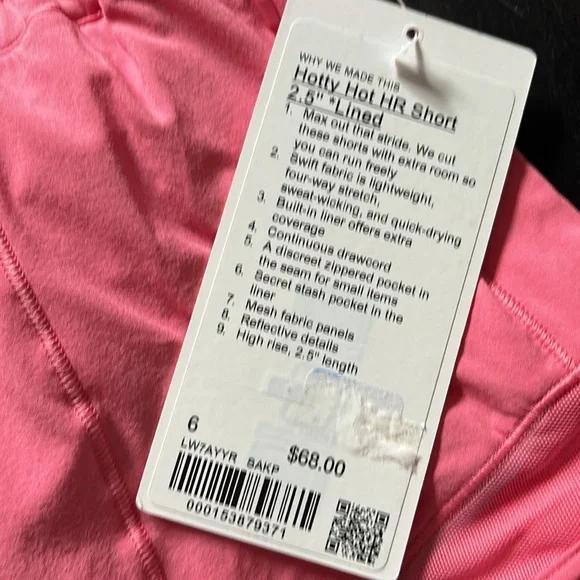 WHY WE MADE THIS
Hotty Hot HR Short
2.5" *Lined
1. Max out that stride. We cut
these shorts with extra room so
you can run freely
2. Swift fabric is lightweight,
four-way stretch,
sweat-wicking, and quick-drying
3. Built-in liner offers extra
coverage
4. Continuous drawcord
5. A discreet zippered pocket in
the seam for small items
6. Secret stash pocket in the
liner
7. Mesh fabric panels
8. Reflective details
9. High rise, 2.5" length
6
$68.00
LW7AYYR SAKP
000153879371